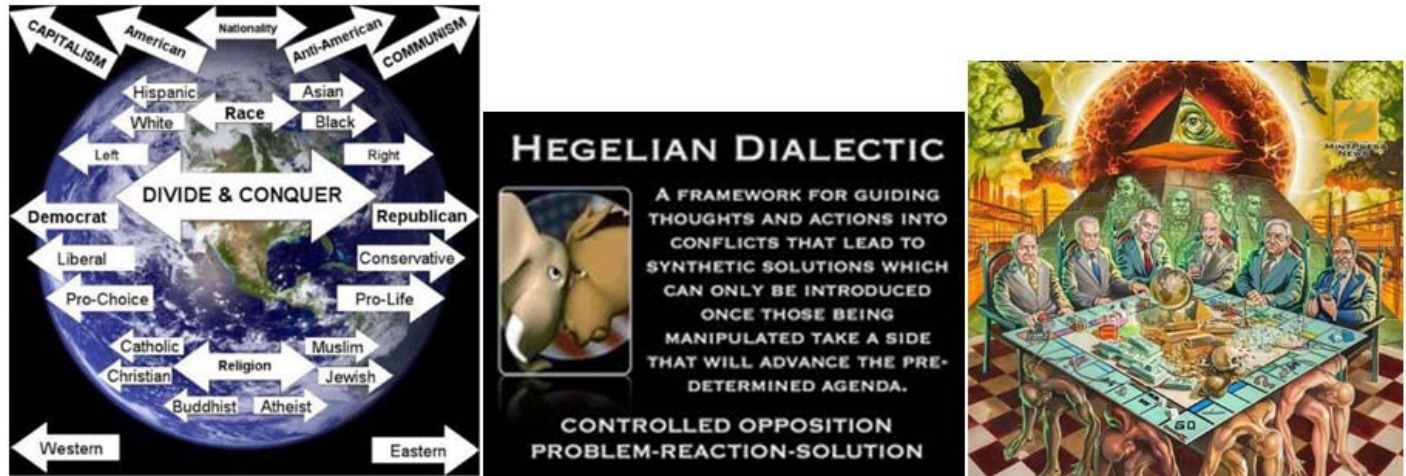 CAPITALISM
American
Nationality
Anti-American
COMMUNISM
Hispanic
Asian
White
Race
Black
Left
Right
DIVIDE & CONQUER
Democrat
Republican
Liberal
Conservative
Pro-Choice
Pro-Life
Catholic
Muslim
Christian
Religion
Jewish
Buddhist
Atheist
Western
Eastern
HEGELIAN DIALECTIC
A FRAMEWORK FOR GUIDING
THOUGHTS AND ACTIONS INTO
CONFLICTS THAT LEAD TO
SYNTHETIC SOLUTIONS WHICH
CAN ONLY BE INTRODUCED
ONCE THOSE BEING
MANIPULATED TAKE A SIDE
THAT WILL ADVANCE THE PRE-
DETERMINED AGENDA.
CONTROLLED OPPOSITION
PROBLEM-REACTION-SOLUTION
MINTPRESS
NEWS
GO